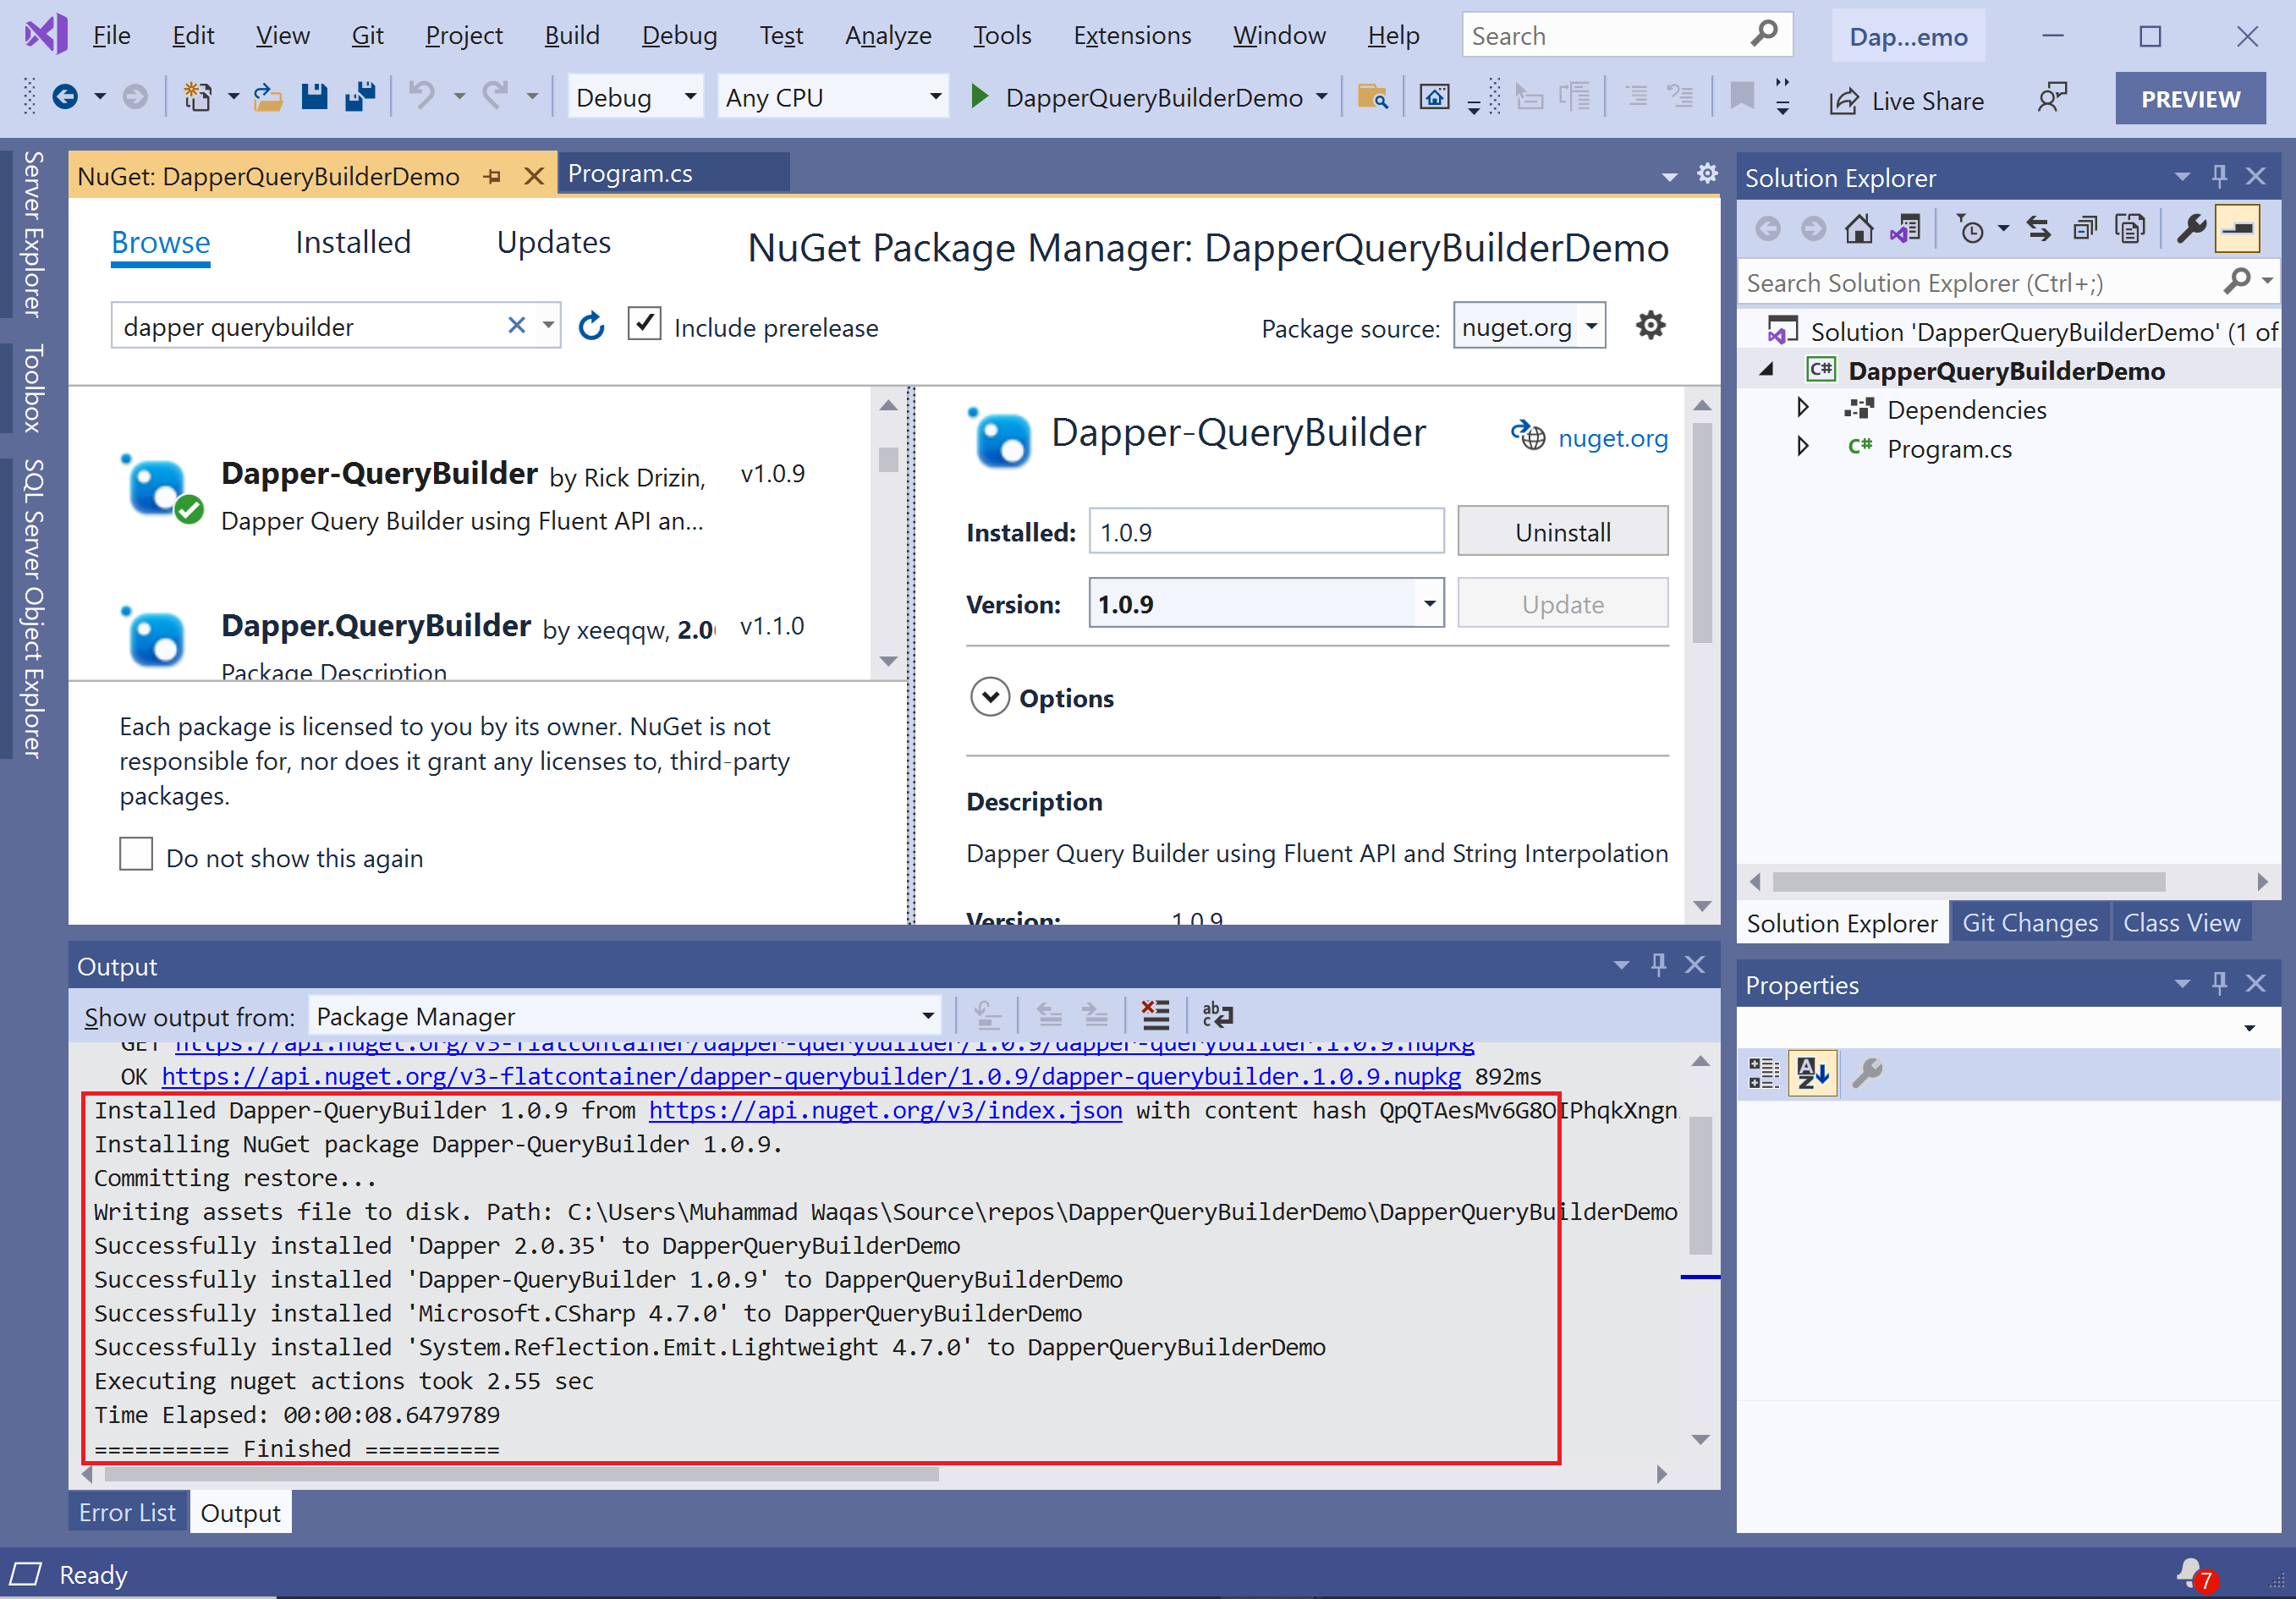 File Edit View Git Project Build Debug Test Analyze Tools Extensions Window Help Search Dap...emo
Debug Any CPU DapperQueryBuilderDemo Live Share PREVIEW
Server Explorer
Toolbox
SQL Server Object Explorer
NuGet: DapperQueryBuilderDemo Program.cs
Browse Installed Updates NuGet Package Manager: DapperQueryBuilderDemo
dapper querybuilder Include prerelease Package source: nuget.org
Dapper-QueryBuilder by Rick Drizin, v1.0.9
Dapper Query Builder using Fluent API an...
Dapper.QueryBuilder by xeeqqw, 2.0 v1.1.0
Package Description
Each package is licensed to you by its owner. NuGet is not
responsible for, nor does it grant any licenses to, third-party
packages.
Do not show this again
Dapper-QueryBuilder nuget.org
Installed: 1.0.9 Uninstall
Version: 1.0.9 Update
Options
Description
Dapper Query Builder using Fluent API and String Interpolation
Version: 1.0.9
Output
Show output from: Package Manager
GET https://api.nuget.org/v3-flatcontainer/dapper-querybuilder/1.0.9/dapper-querybuilder.1.0.9.nupkg
OK https://api.nuget.org/v3-flatcontainer/dapper-querybuilder/1.0.9/dapper-querybuilder.1.0.9.nupkg 892ms
Installed Dapper-QueryBuilder 1.0.9 from https://api.nuget.org/v3/index.json with content hash QpQTAesMv6G8OIPhqkXngn
Installing NuGet package Dapper-QueryBuilder 1.0.9.
Committing restore...
Writing assets file to disk. Path: C:\Users\Muhammad Waqas\Source\repos\DapperQueryBuilderDemo\DapperQueryBuilderDemo
Successfully installed 'Dapper 2.0.35' to DapperQueryBuilderDemo
Successfully installed 'Dapper-QueryBuilder 1.0.9' to DapperQueryBuilderDemo
Successfully installed 'Microsoft.CSharp 4.7.0' to DapperQueryBuilderDemo
Successfully installed 'System.Reflection.Emit.Lightweight 4.7.0' to DapperQueryBuilderDemo
Executing nuget actions took 2.55 sec
Time Elapsed: 00:00:08.6479789
========== Finished ==========
Error List Output
Solution Explorer
Search Solution Explorer (Ctrl+;)
Solution 'DapperQueryBuilderDemo' (1 of
C# DapperQueryBuilderDemo
Dependencies
C# Program.cs
Solution Explorer Git Changes Class View
Properties
Ready 7